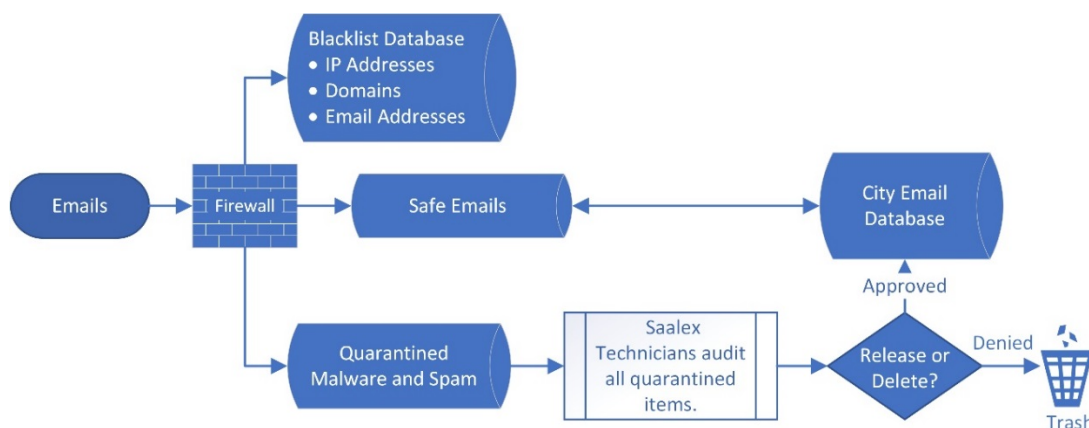 Blacklist Database
• IP Addresses
• Domains
• Email Addresses
Emails
Firewall
Safe Emails
City Email
Database
Approved
Quarantined
Malware and Spam
Saalex
Technicians audit
all quarantined
items.
Release or
Delete?
Denied
Trash